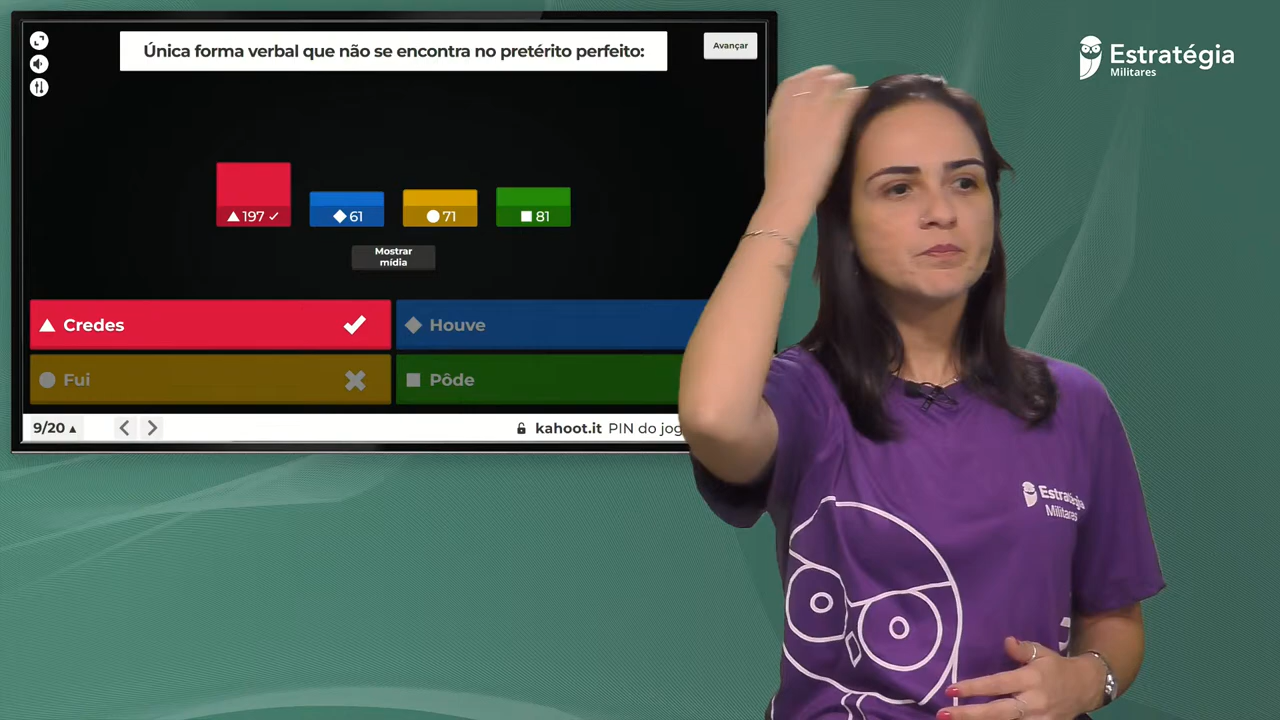 Única forma verbal que não se encontra no pretérito perfeito:
Avançar
197
61
71
81
Mostrar
mídia
Credes
Houve
Fui
Pôde
9/20
kahoot.it PIN do jog
Estratégia
Militares
Estratégia
Militares